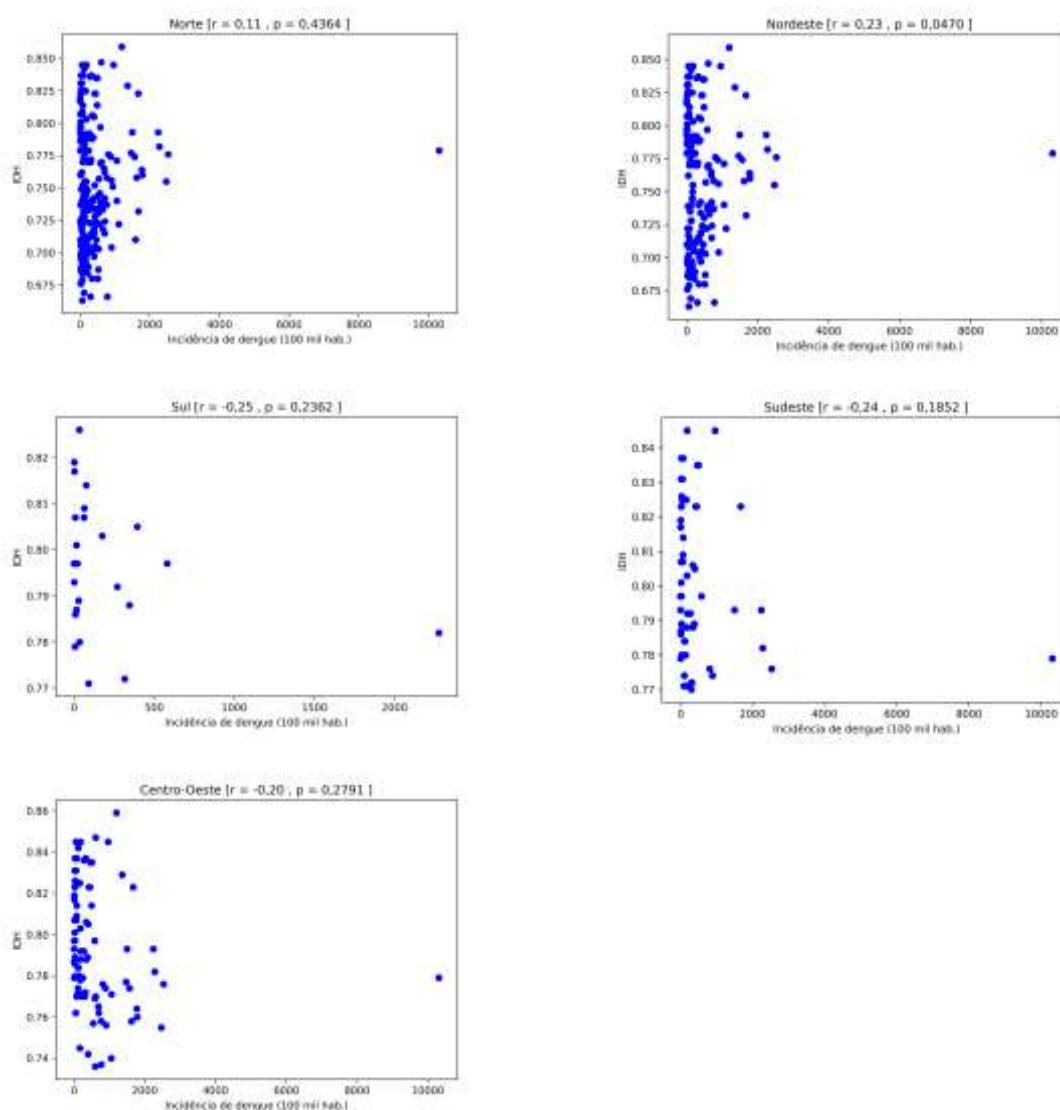 Norte [r = 0,11 , p = 0,4364 ]
0.850
0.825
0.800
0.775
0.750
0.725
0.700
0.675
IDH
0 2000 4000 6000 8000 10000
Incidência de dengue (100 mil hab.)
Nordeste [r = 0,23 , p = 0,0470 ]
0.850
0.825
0.800
0.775
0.750
0.725
0.700
0.675
IDH
0 2000 4000 6000 8000 10000
Incidência de dengue (100 mil hab.)
Sul [r = -0,25 , p = 0,2362 ]
0.82
0.81
0.80
0.79
0.78
0.77
IDH
0 500 1000 1500 2000
Incidência de dengue (100 mil hab.)
Sudeste [r = -0,24 , p = 0,1852 ]
0.84
0.83
0.82
0.81
0.80
0.79
0.78
0.77
IDH
0 2000 4000 6000 8000 10000
Incidência de dengue (100 mil hab.)
Centro-Oeste [r = -0,20 , p = 0,2791 ]
0.86
0.84
0.82
0.80
0.78
0.76
0.74
IDH
0 2000 4000 6000 8000 10000
Incidência de dengue (100 mil hab.)